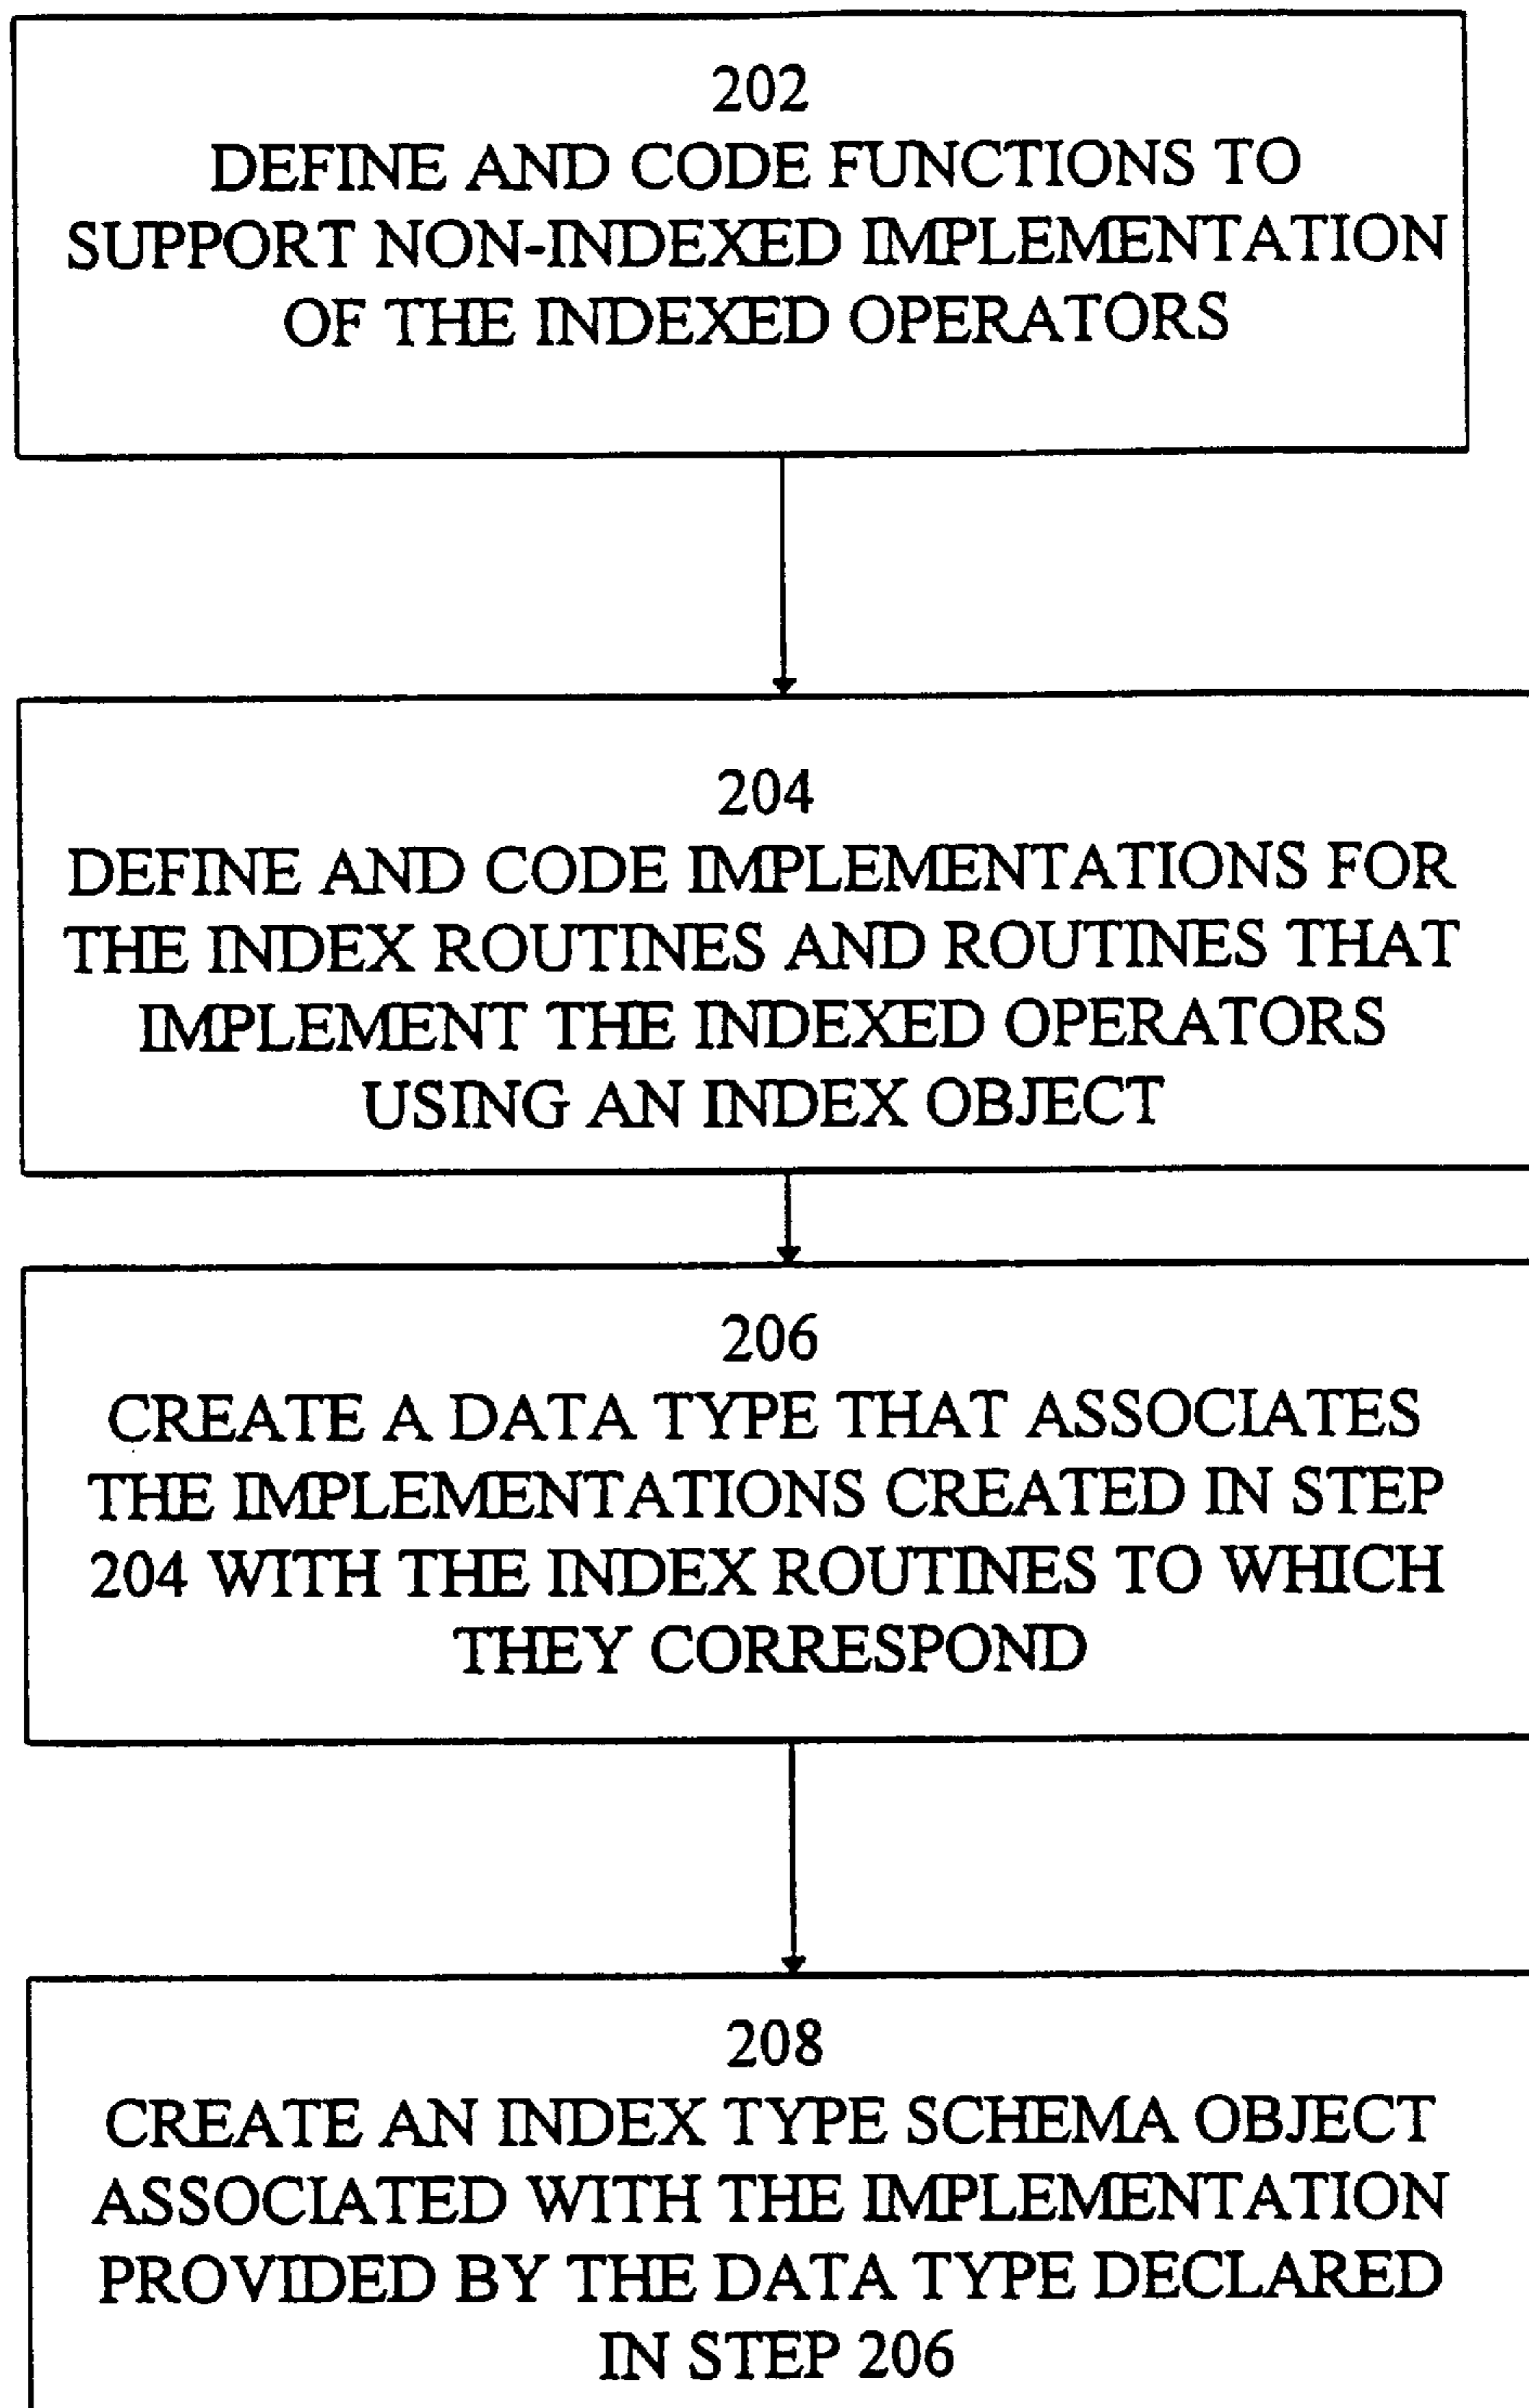 202
DEFINE AND CODE FUNCTIONS TO
SUPPORT NON-INDEXED IMPLEMENTATION
OF THE INDEXED OPERATORS
204
DEFINE AND CODE IMPLEMENTATIONS FOR
THE INDEX ROUTINES AND ROUTINES THAT
IMPLEMENT THE INDEXED OPERATORS
USING AN INDEX OBJECT
206
CREATE A DATA TYPE THAT ASSOCIATES
THE IMPLEMENTATIONS CREATED IN STEP
204 WITH THE INDEX ROUTINES TO WHICH
THEY CORRESPOND
208
CREATE AN INDEX TYPE SCHEMA OBJECT
ASSOCIATED WITH THE IMPLEMENTATION
PROVIDED BY THE DATA TYPE DECLARED
IN STEP 206